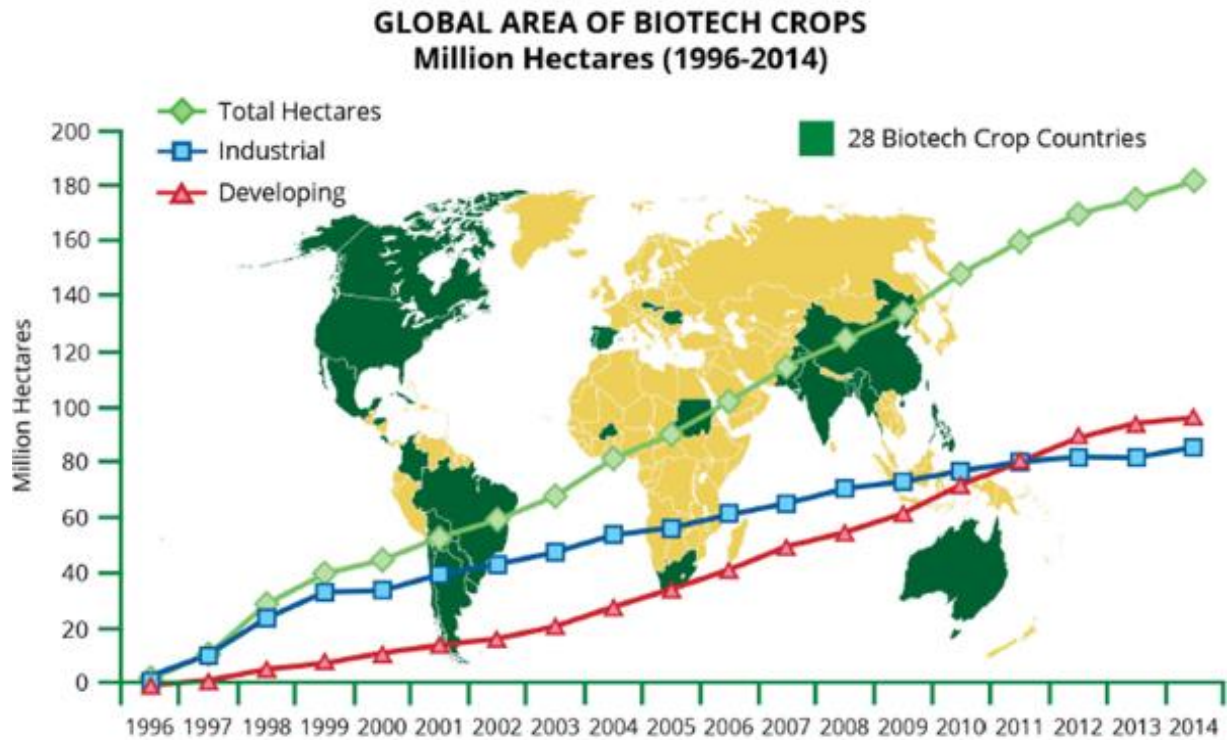 GLOBAL AREA OF BIOTECH CROPS
Million Hectares (1996-2014)
Total Hectares
Industrial
Developing
28 Biotech Crop Countries
Million Hectares
200
180
160
140
120
100
80
60
40
20
0
1996 1997 1998 1999 2000 2001 2002 2003 2004 2005 2006 2007 2008 2009 2010 2011 2012 2013 2014